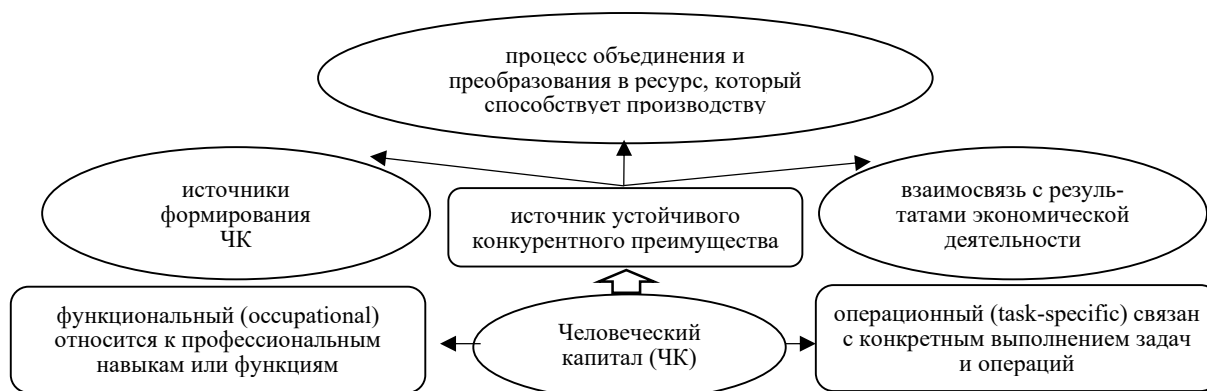 процесс объединения и
преобразования в ресурс, который
способствует производству
источники
формирования
ЧК
источник устойчивого
конкурентного преимущества
взаимосвязь с резуль-
татами экономической
деятельности
функциональный (occupational)
относится к профессиональным
навыкам или функциям
Человеческий
капитал (ЧК)
операционный (task-specific) связан
с конкретным выполнением задач
и операций